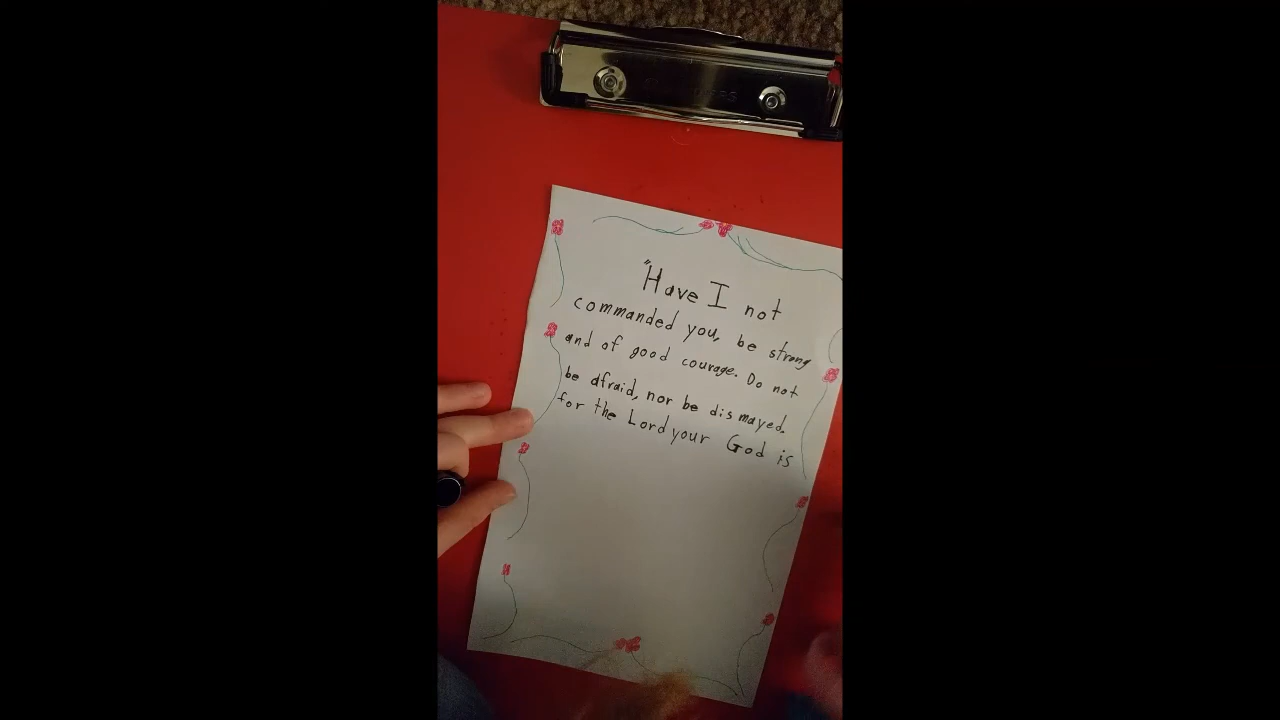 "Have I not
commanded you, be strong
and of good courage. Do not
be afraid, nor be dismayed.
for the Lord your God is